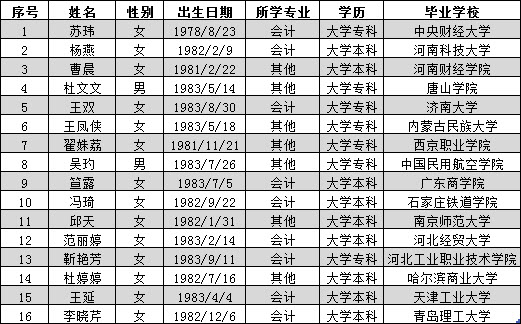 序号 姓名 性别 出生日期 所学专业 学历 毕业学校
1 苏玮 女 1978/8/23 会计 大学专科 中央财经大学
2 杨燕 女 1982/2/9 会计 大学本科 河南科技大学
3 曹晨 女 1981/2/22 其他 大学本科 河南财经学院
4 杜文文 男 1983/5/14 其他 大学专科 唐山学院
5 王双 女 1983/8/30 会计 大学专科 济南大学
6 王凤侠 女 1983/5/18 其他 大学专科 内蒙古民族大学
7 翟姝荔 女 1981/11/21 其他 大学专科 西京职业学院
8 吴玓 男 1983/7/26 其他 大学专科 中国民用航空学院
9 笪露 女 1983/7/5 会计 大学本科 广东商学院
10 冯琦 女 1982/9/22 会计 大学本科 石家庄铁道学院
11 邱天 女 1982/1/31 其他 大学本科 南京师范大学
12 范丽婷 女 1983/2/14 会计 大学本科 河北经贸大学
13 靳艳芳 女 1983/9/11 会计 大学专科 河北工业职业技术学院
14 杜婷婷 女 1982/7/16 其他 大学本科 哈尔滨商业大学
15 王延 女 1983/4/4 会计 大学本科 天津工业大学
16 李晓芹 女 1982/12/6 会计 大学本科 青岛理工大学